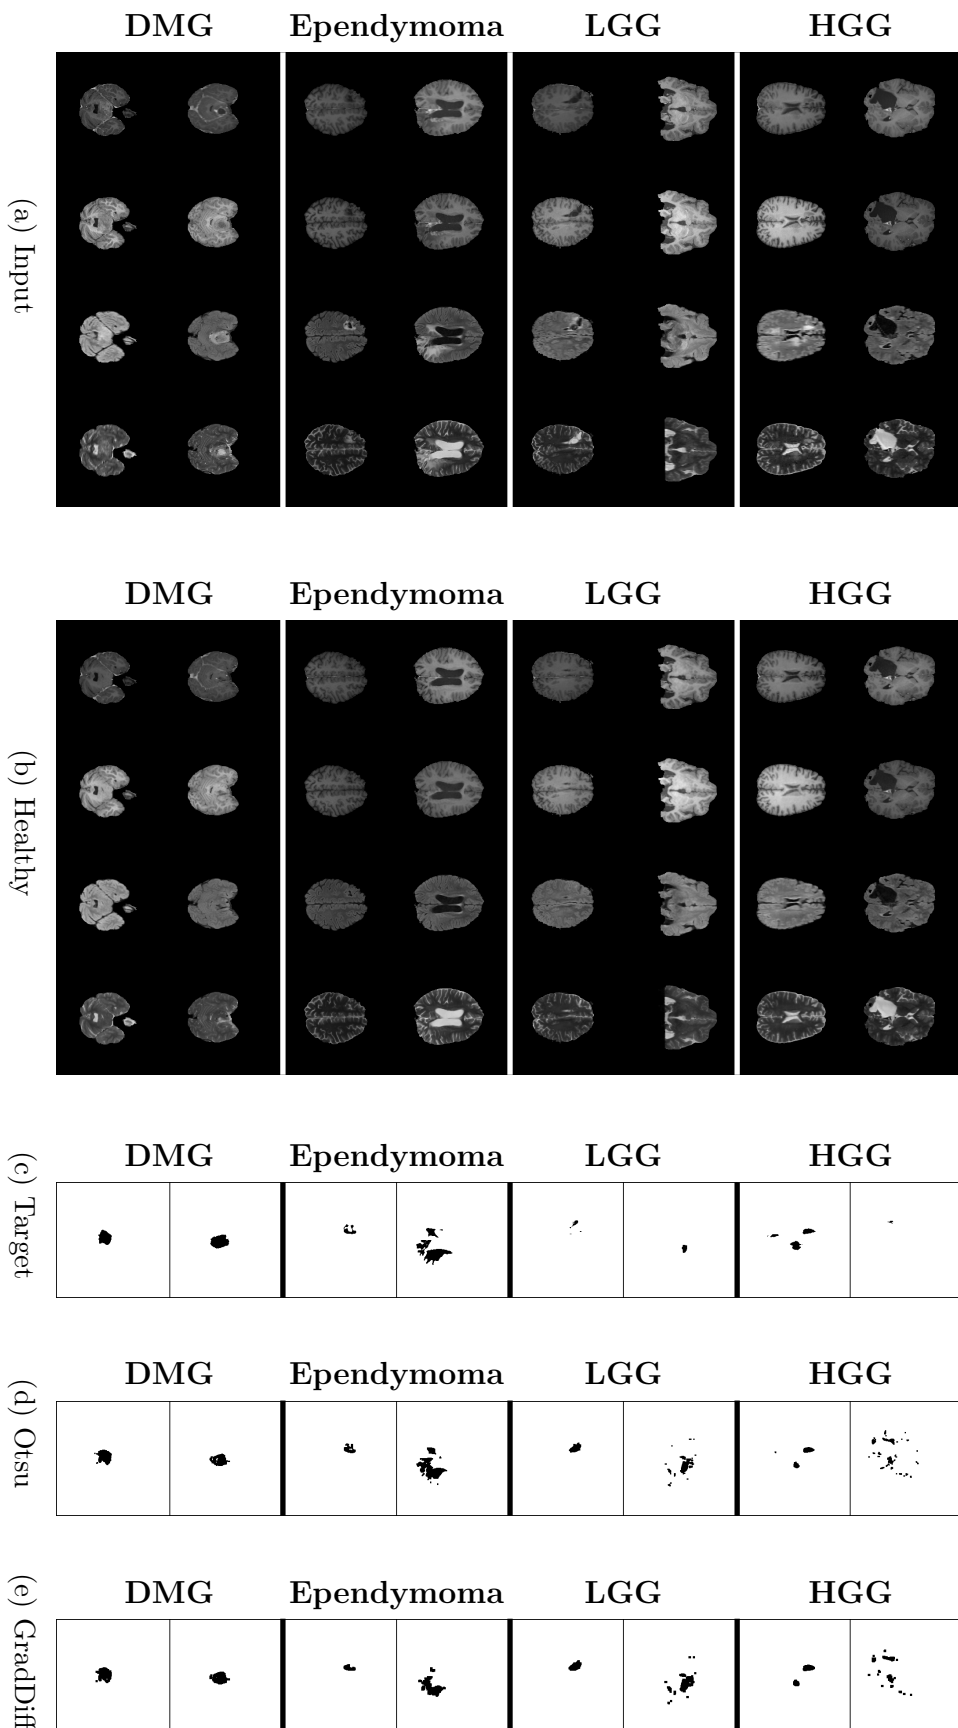 DMG Ependymoma LGG HGG
(a) Input
DMG Ependymoma LGG HGG
(b) Healthy
DMG Ependymoma LGG HGG
(c) Target
DMG Ependymoma LGG HGG
(d) Otsu
DMG Ependymoma LGG HGG
(e) GradDiff